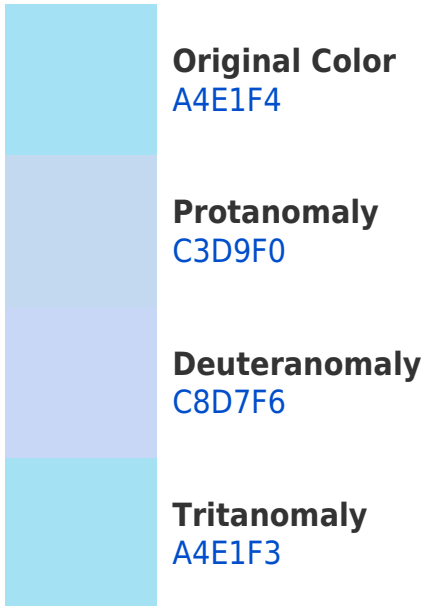 Original Color
A4E1F4
Protanomaly
C3D9F0
Deuteranomaly
C8D7F6
Tritanomaly
A4E1F3